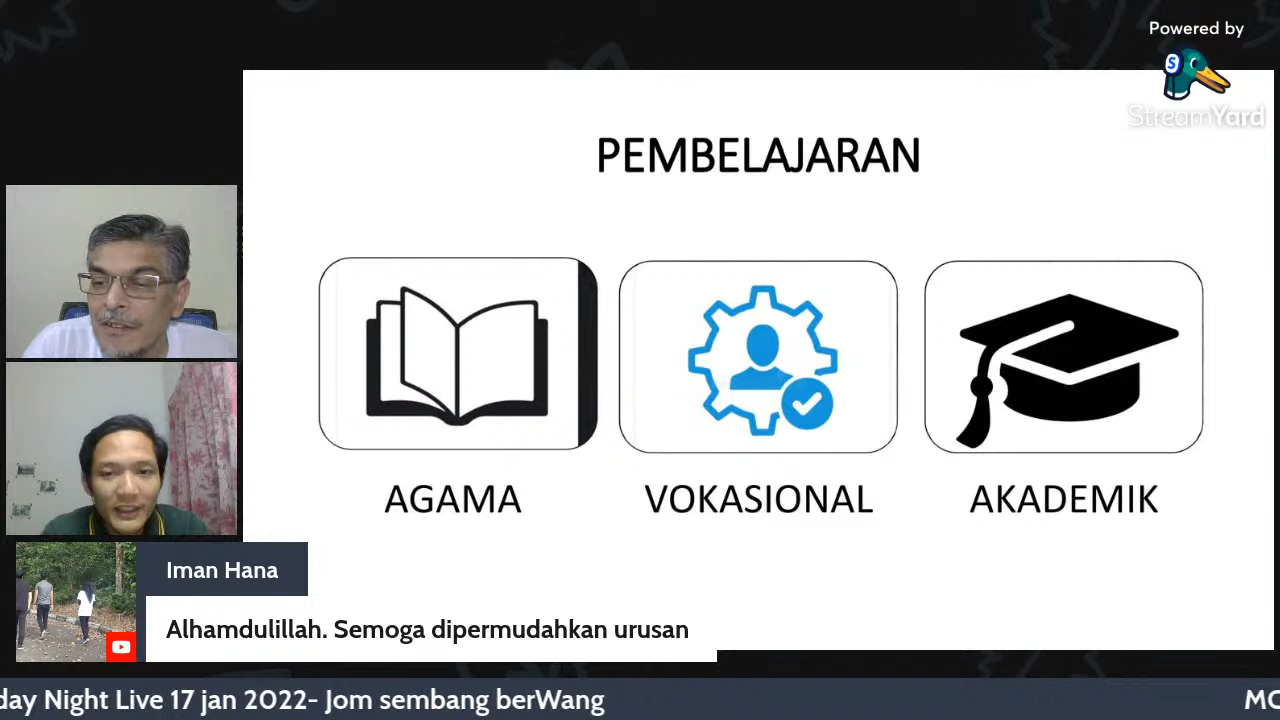 Powered by
StreamYard
PEMBELAJARAN
AGAMA
VOKASIONAL
AKADEMIK
Iman Hana
Alhamdulillah. Semoga dipermudahkan urusan
day Night Live 17 jan 2022- Jom sembang berWang
MO